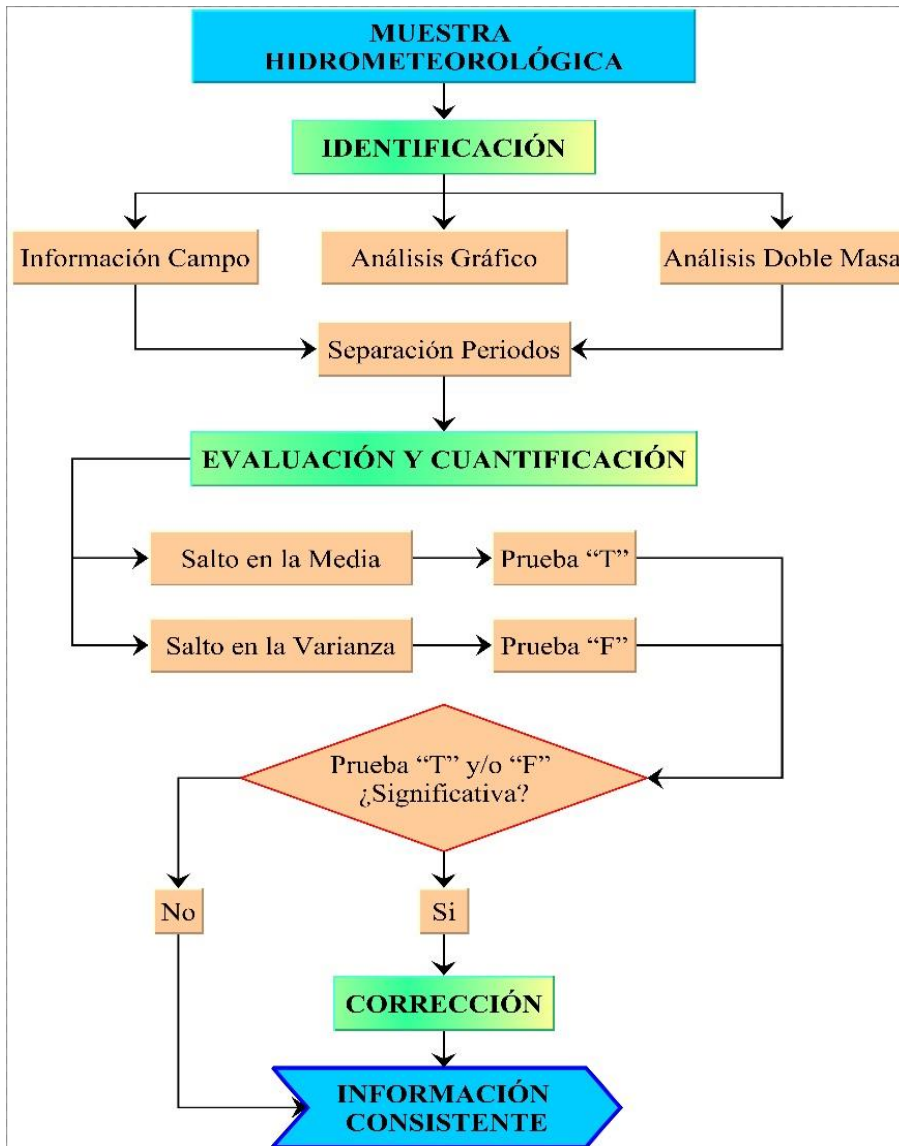 MUESTRA
HIDROMETEOROLÓGICA
IDENTIFICACIÓN
Información Campo
Análisis Gráfico
Análisis Doble Masa
Separación Periodos
EVALUACIÓN Y CUANTIFICACIÓN
Salto en la Media
Prueba “T”
Salto en la Varianza
Prueba “F”
Prueba “T” y/o “F”
¿Significativa?
No
Si
CORRECCIÓN
INFORMACIÓN
CONSISTENTE